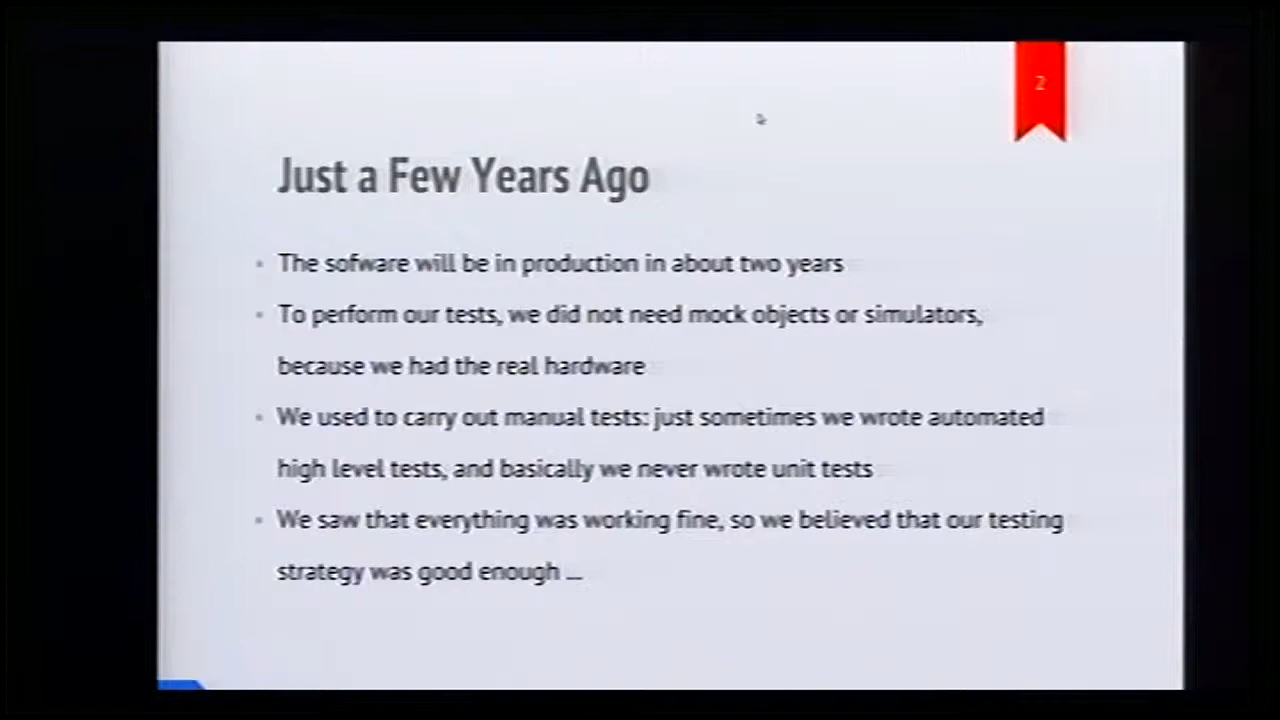 2
Just a Few Years Ago
The sofware will be in production in about two years
To perform our tests, we did not need mock objects or simulators,
because we had the real hardware
We used to carry out manual tests: just sometimes we wrote automated
high level tests, and basically we never wrote unit tests
We saw that everything was working fine, so we believed that our testing
strategy was good enough ...